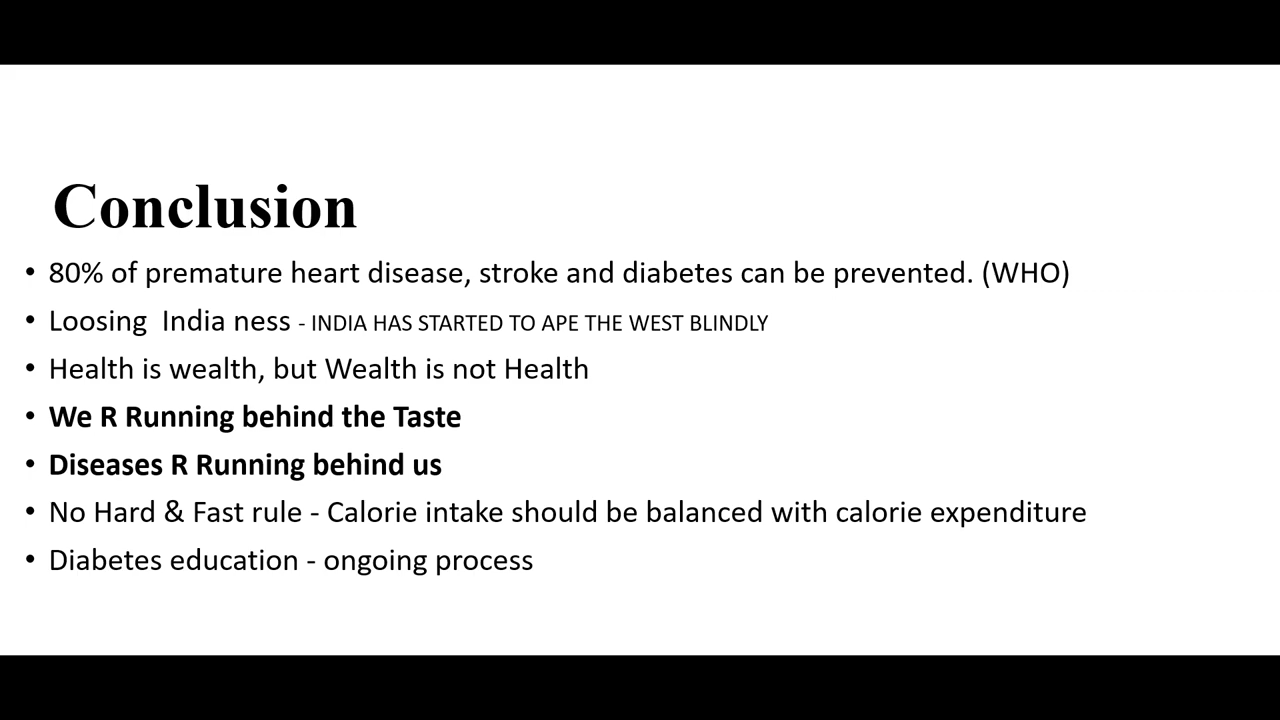 Conclusion
• 80% of premature heart disease, stroke and diabetes can be prevented. (WHO)
• Loosing  India ness - INDIA HAS STARTED TO APE THE WEST BLINDLY
• Health is wealth, but Wealth is not Health
• We R Running behind the Taste
• Diseases R Running behind us
• No Hard & Fast rule - Calorie intake should be balanced with calorie expenditure
• Diabetes education - ongoing process